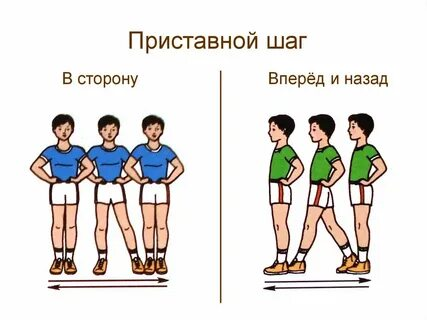 Приставной шаг
В сторону
Вперёд и назад